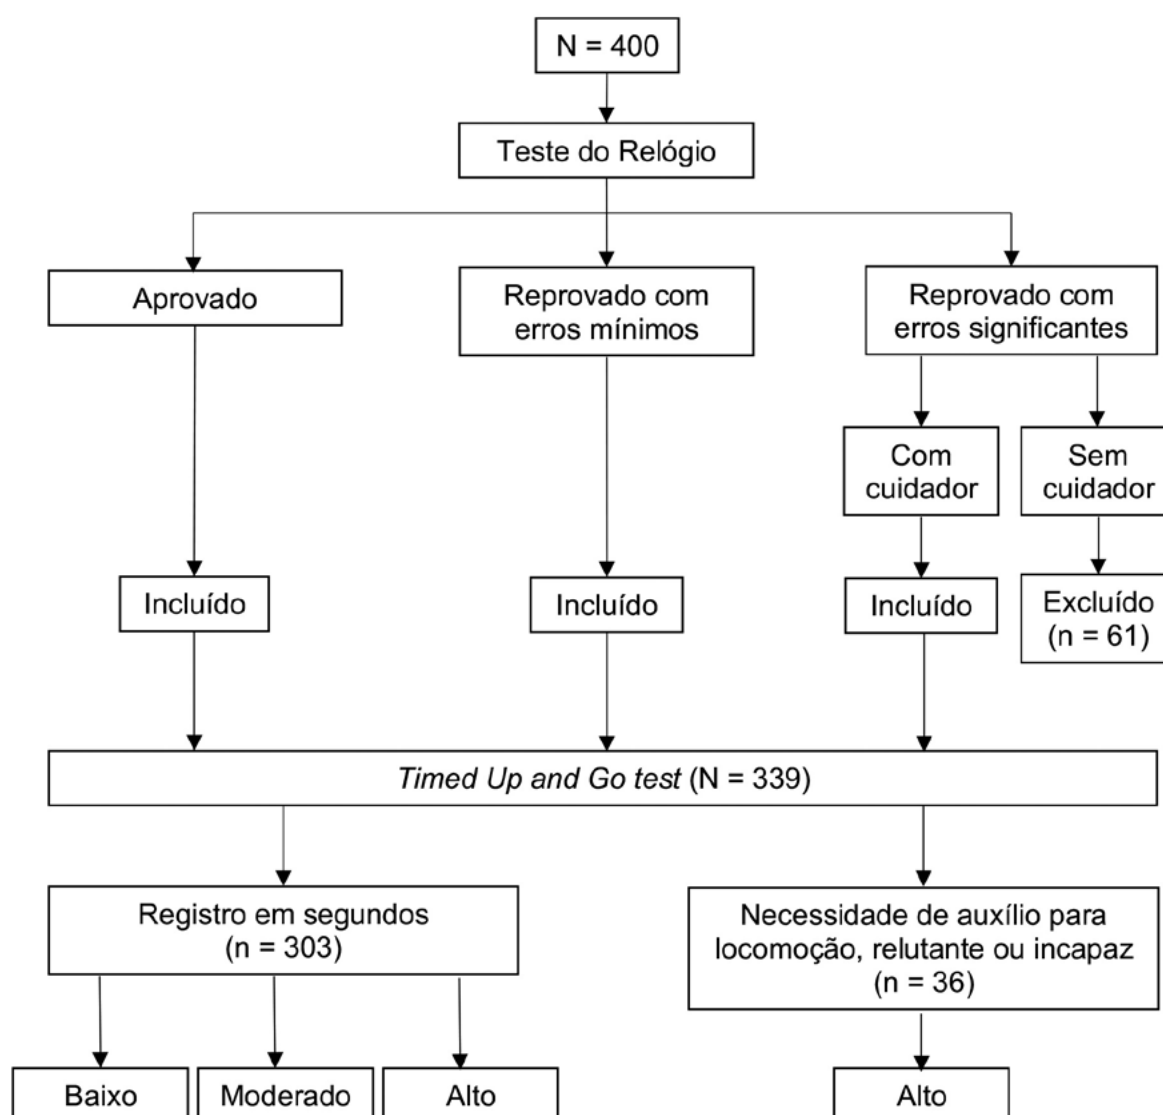 N = 400
Teste do Relógio
Aprovado
Reprovado com
erros mínimos
Reprovado com
erros significantes
Com
cuidador
Sem
cuidador
Incluído
Incluído
Incluído
Excluído
(n = 61)
Timed Up and Go test (N = 339)
Registro em segundos
(n = 303)
Necessidade de auxílio para
locomoção, relutante ou incapaz
(n = 36)
Baixo
Moderado
Alto
Alto